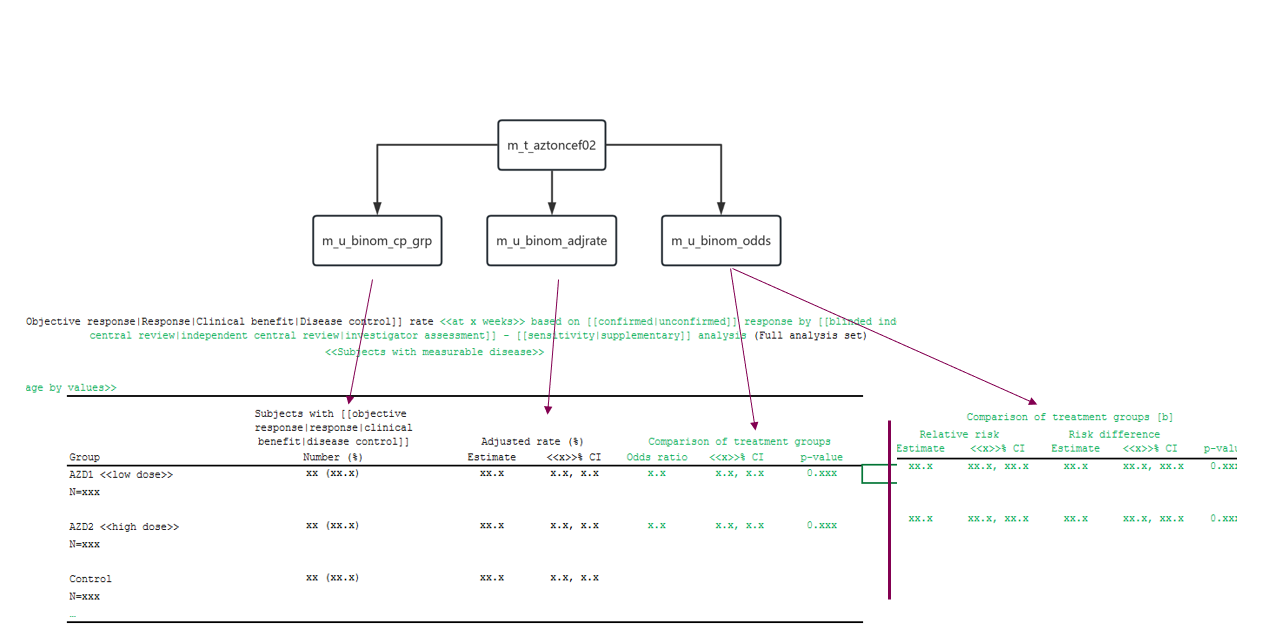 m_t_aztoncef02
m_u_binom_cp_grp
m_u_binom_adjrate
m_u_binom_odds
Objective response|Response|Clinical benefit|Disease control]] rate <<at x weeks>> based on [[confirmed|unconfirmed]] response by [[blinded ind
central review|independent central review|investigator assessment]] - [[sensitivity|supplementary]] analysis (Full analysis set)
<<Subjects with measurable disease>>
age by values>>
Subjects with [[objective
response|response|clinical
benefit|disease control]]
Adjusted rate (%)
Comparison of treatment groups
Group
Number (%)
Estimate
<<x>>% CI
Odds ratio
<<x>>% CI
p-value
AZD1 <<low dose>>
xx (xx.x)
xx.x
x.x, x.x
x.x
x.x, x.x
0.xxx
N=xxx
AZD2 <<high dose>>
xx (xx.x)
xx.x
x.x, x.x
x.x
x.x, x.x
0.xxx
N=xxx
Control
xx (xx.x)
xx.x
x.x, x.x
N=xxx
…
Comparison of treatment groups [b]
Relative risk
Risk difference
Estimate
<<x>>% CI
Estimate
<<x>>% CI
p-valu
xx.x
xx.x, xx.x
xx.x
xx.x, xx.x
0.xx
xx.x
xx.x, xx.x
xx.x
xx.x, xx.x
0.xx